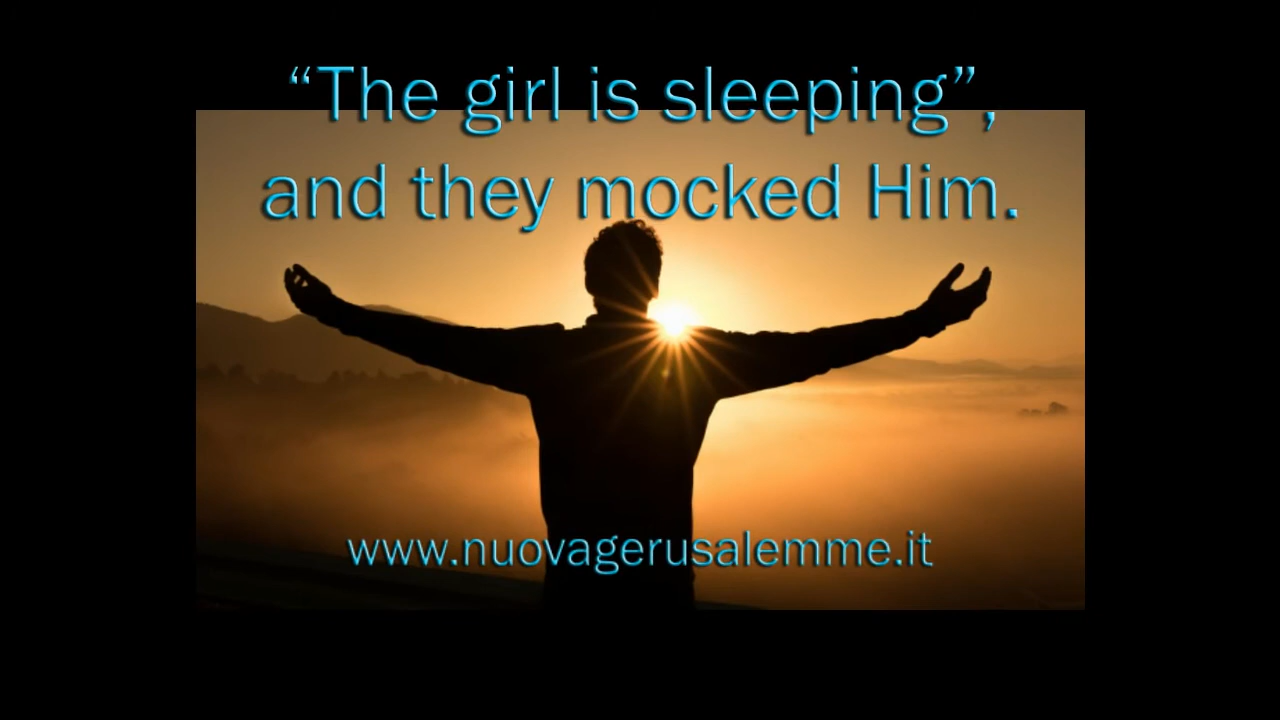 “The girl is sleeping”,
and they mocked Him.
www.nuovagerusalemme.it